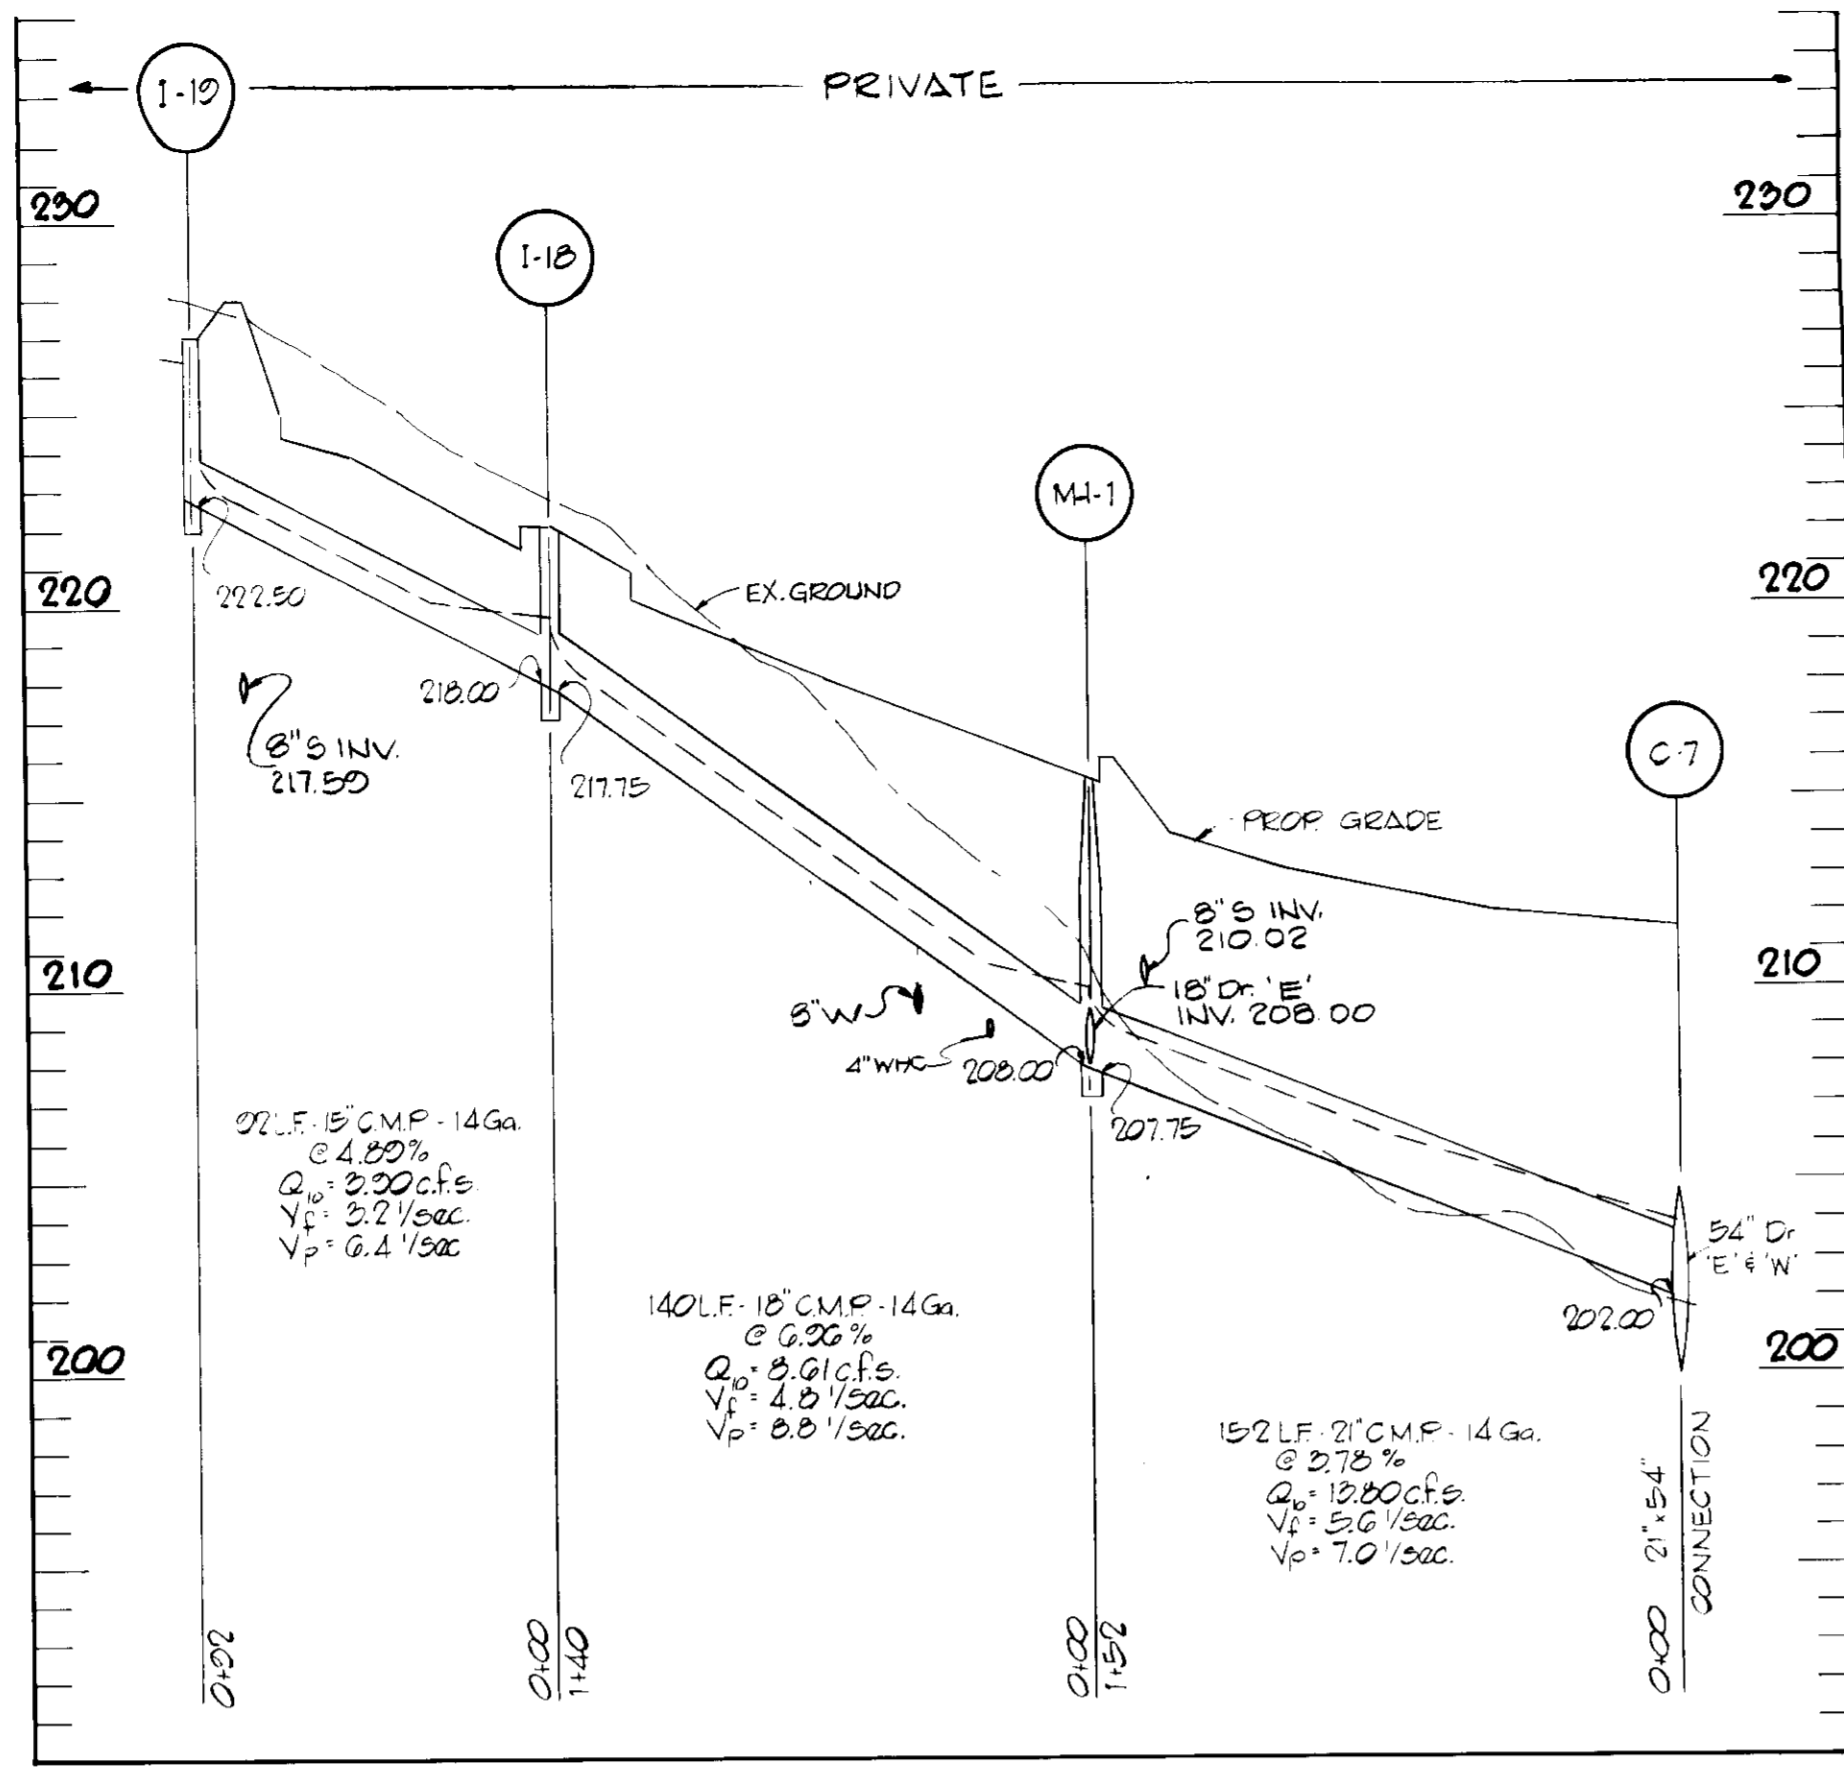 PRIVATE
I-19
I-18
MH-1
C-7
230
230
220
220
210
210
200
200
222.50
218.00
217.75
8" S INV.
217.59
EX. GROUND
PROP. GRADE
8" S INV.
210.02
18" Dr. 'E'
INV. 208.00
8" W
4" WHC
208.00
207.75
202.00
54" Dr
'E' & 'W'
92 L.F. - 15" C.M.P - 14 Ga.
@ 4.89%
Q10 = 3.90 c.f.s.
Vf = 3.2 '/sec.
Vp = 6.4 '/sec
140 L.F. - 18" C.M.P. - 14 Ga.
@ 6.96 %
Q10 = 8.61 c.f.s.
Vf = 4.8 '/sec.
Vp = 8.8 '/sec.
152 L.F. - 21" C.M.P. - 14 Ga.
@ 3.78 %
Q10 = 13.80 c.f.s.
Vf = 5.6 '/sec.
Vp = 7.0 '/sec.
0+92
0+00
1+40
0+00
1+52
0+00 21" x 54"
CONNECTION